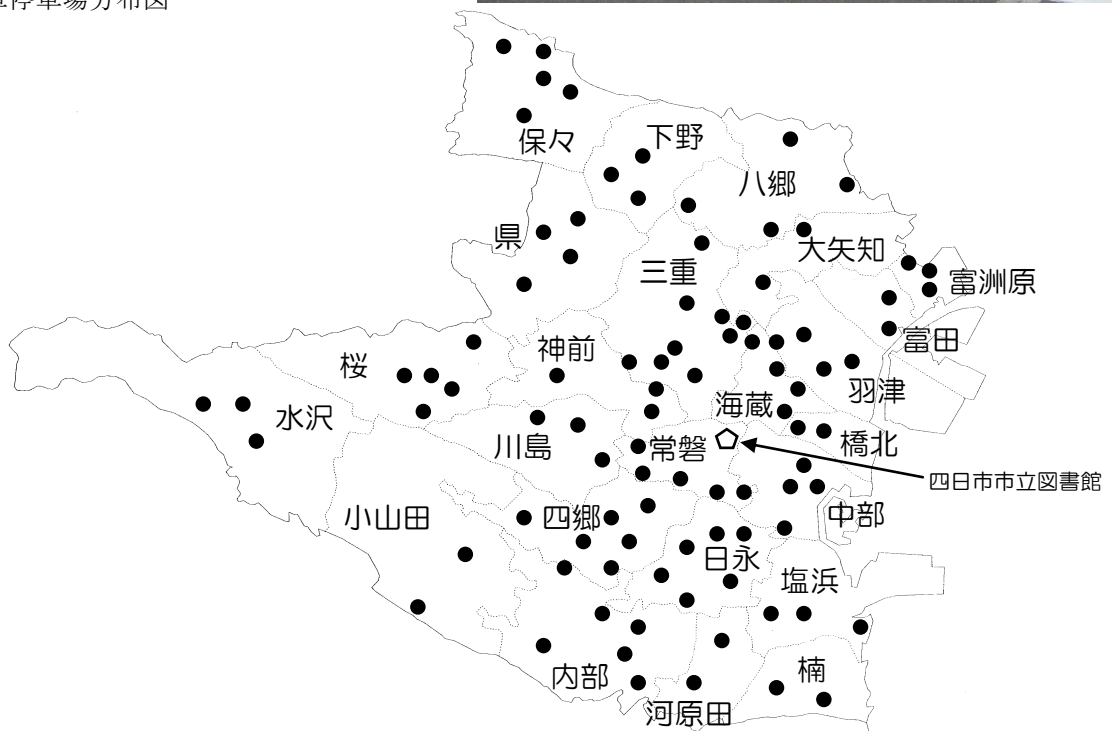 停車場分布図
保々
下野
八郷
県
大矢知
三重
富洲原
富田
桜
神前
羽津
水沢
海蔵
川島
常磐
橋北
四日市市立図書館
小山田
四郷
中部
日永
塩浜
内部
楠
河原田